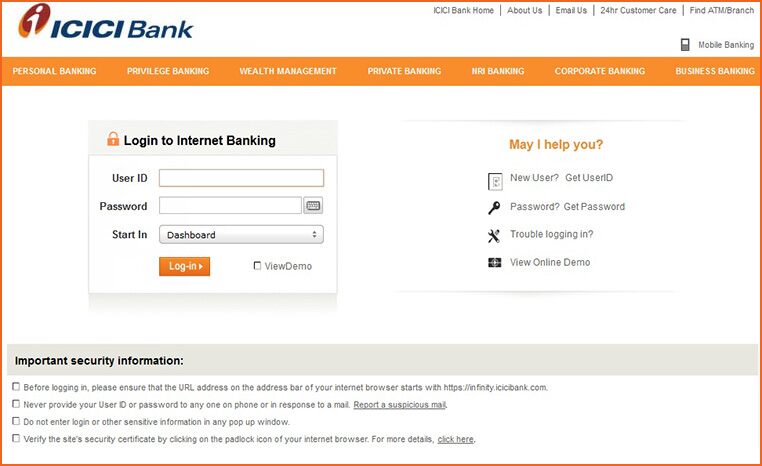 ICICI Bank
ICICI Bank Home | About Us | Email Us | 24hr Customer Care | Find ATM/Branch
Mobile Banking
PERSONAL BANKING PRIVILEGE BANKING WEALTH MANAGEMENT PRIVATE BANKING NRI BANKING CORPORATE BANKING BUSINESS BANKING
Login to Internet Banking
User ID
Password
Start In Dashboard
Log-in ViewDemo
May I help you?
New User? Get UserID
Password? Get Password
Trouble logging in?
View Online Demo
Important security information:
Before logging in, please ensure that the URL address on the address bar of your internet browser starts with https://infinity.icicibank.com.
Never provide your User ID or password to any one on phone or in response to a mail. Report a suspicious mail.
Do not enter login or other sensitive information in any pop up window.
Verify the site's security certificate by clicking on the padlock icon of your internet browser. For more details, click here.